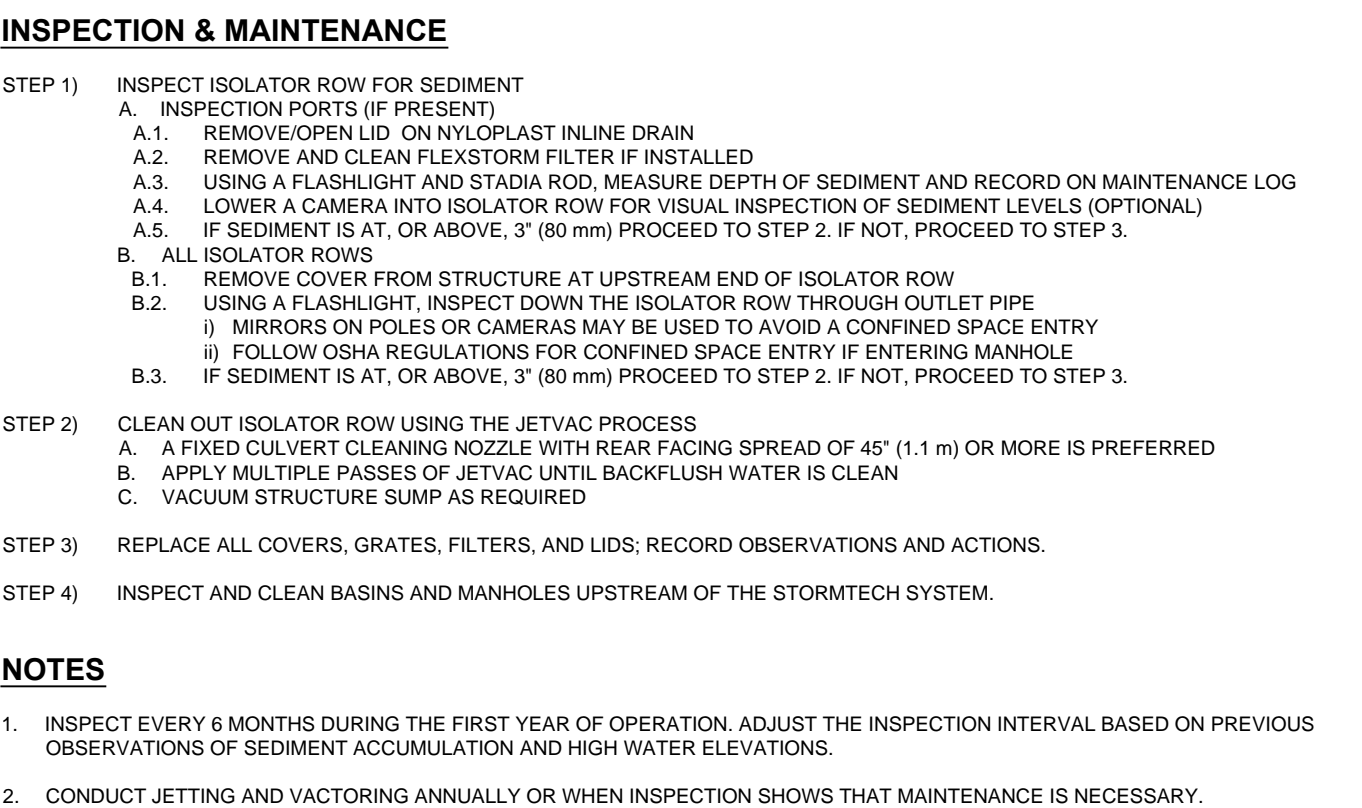 INSPECTION & MAINTENANCE
STEP 1) INSPECT ISOLATOR ROW FOR SEDIMENT
A. INSPECTION PORTS (IF PRESENT)
A.1. REMOVE/OPEN LID ON NYLOPLAST INLINE DRAIN
A.2. REMOVE AND CLEAN FLEXSTORM FILTER IF INSTALLED
A.3. USING A FLASHLIGHT AND STADIA ROD, MEASURE DEPTH OF SEDIMENT AND RECORD ON MAINTENANCE LOG
A.4. LOWER A CAMERA INTO ISOLATOR ROW FOR VISUAL INSPECTION OF SEDIMENT LEVELS (OPTIONAL)
A.5. IF SEDIMENT IS AT, OR ABOVE, 3" (80 mm) PROCEED TO STEP 2. IF NOT, PROCEED TO STEP 3.
B. ALL ISOLATOR ROWS
B.1. REMOVE COVER FROM STRUCTURE AT UPSTREAM END OF ISOLATOR ROW
B.2. USING A FLASHLIGHT, INSPECT DOWN THE ISOLATOR ROW THROUGH OUTLET PIPE
i) MIRRORS ON POLES OR CAMERAS MAY BE USED TO AVOID A CONFINED SPACE ENTRY
ii) FOLLOW OSHA REGULATIONS FOR CONFINED SPACE ENTRY IF ENTERING MANHOLE
B.3. IF SEDIMENT IS AT, OR ABOVE, 3" (80 mm) PROCEED TO STEP 2. IF NOT, PROCEED TO STEP 3.
STEP 2) CLEAN OUT ISOLATOR ROW USING THE JETVAC PROCESS
A. A FIXED CULVERT CLEANING NOZZLE WITH REAR FACING SPREAD OF 45" (1.1 m) OR MORE IS PREFERRED
B. APPLY MULTIPLE PASSES OF JETVAC UNTIL BACKFLUSH WATER IS CLEAN
C. VACUUM STRUCTURE SUMP AS REQUIRED
STEP 3) REPLACE ALL COVERS, GRATES, FILTERS, AND LIDS; RECORD OBSERVATIONS AND ACTIONS.
STEP 4) INSPECT AND CLEAN BASINS AND MANHOLES UPSTREAM OF THE STORMTECH SYSTEM.
NOTES
1. INSPECT EVERY 6 MONTHS DURING THE FIRST YEAR OF OPERATION. ADJUST THE INSPECTION INTERVAL BASED ON PREVIOUS
OBSERVATIONS OF SEDIMENT ACCUMULATION AND HIGH WATER ELEVATIONS.
2. CONDUCT JETTING AND VACTORING ANNUALLY OR WHEN INSPECTION SHOWS THAT MAINTENANCE IS NECESSARY.